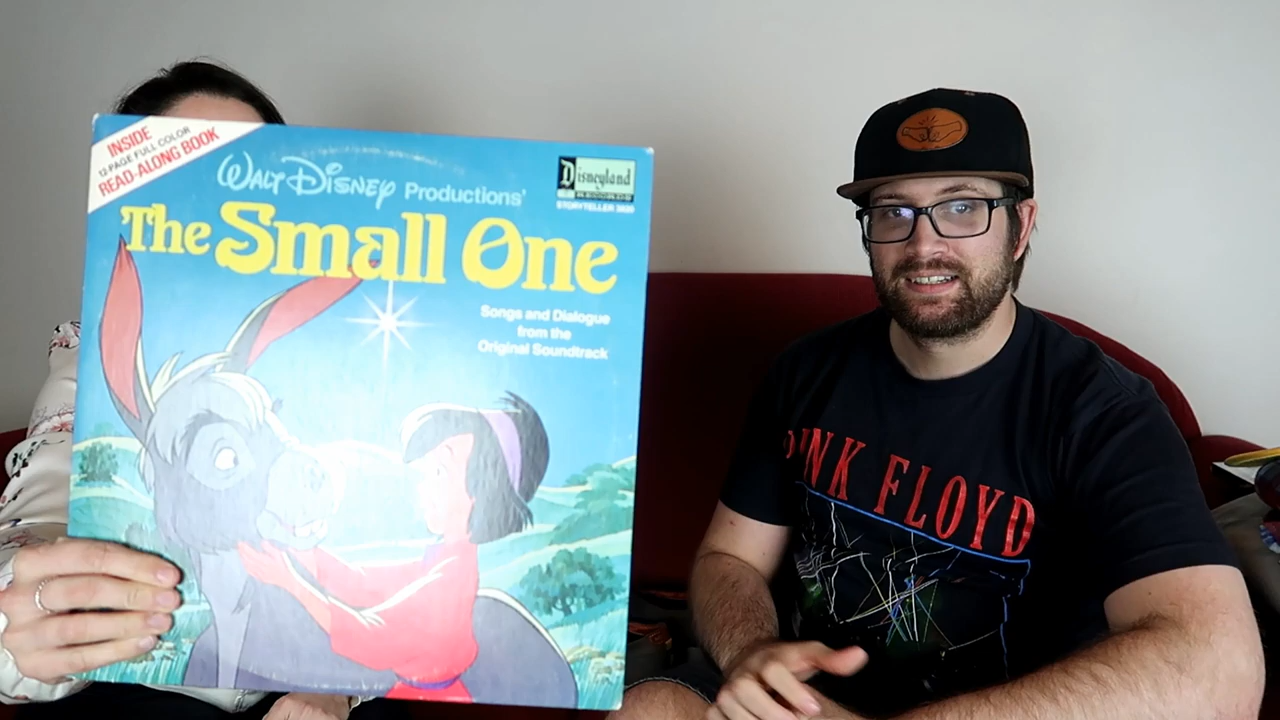 INSIDE
12-PAGE FULL COLOR
READ-ALONG BOOK
WALT DISNEY Productions'
The Small One
Disneyland
RECORDS
STORYTELLER
Songs and Dialogue
from the
Original Soundtrack
PINK FLOYD